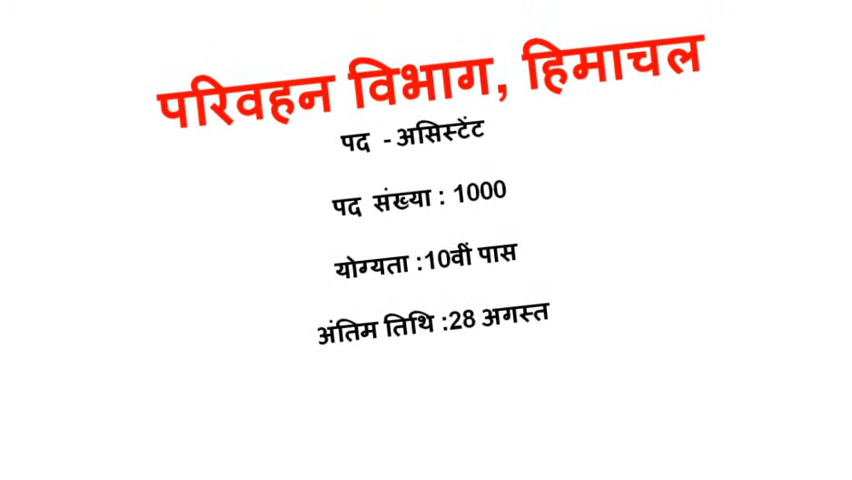 परिवहन विभाग, हिमाचल
पद - असिस्टेंट
पद संख्या : 1000
योग्यता :10वीं पास
अंतिम तिथि :28 अगस्त